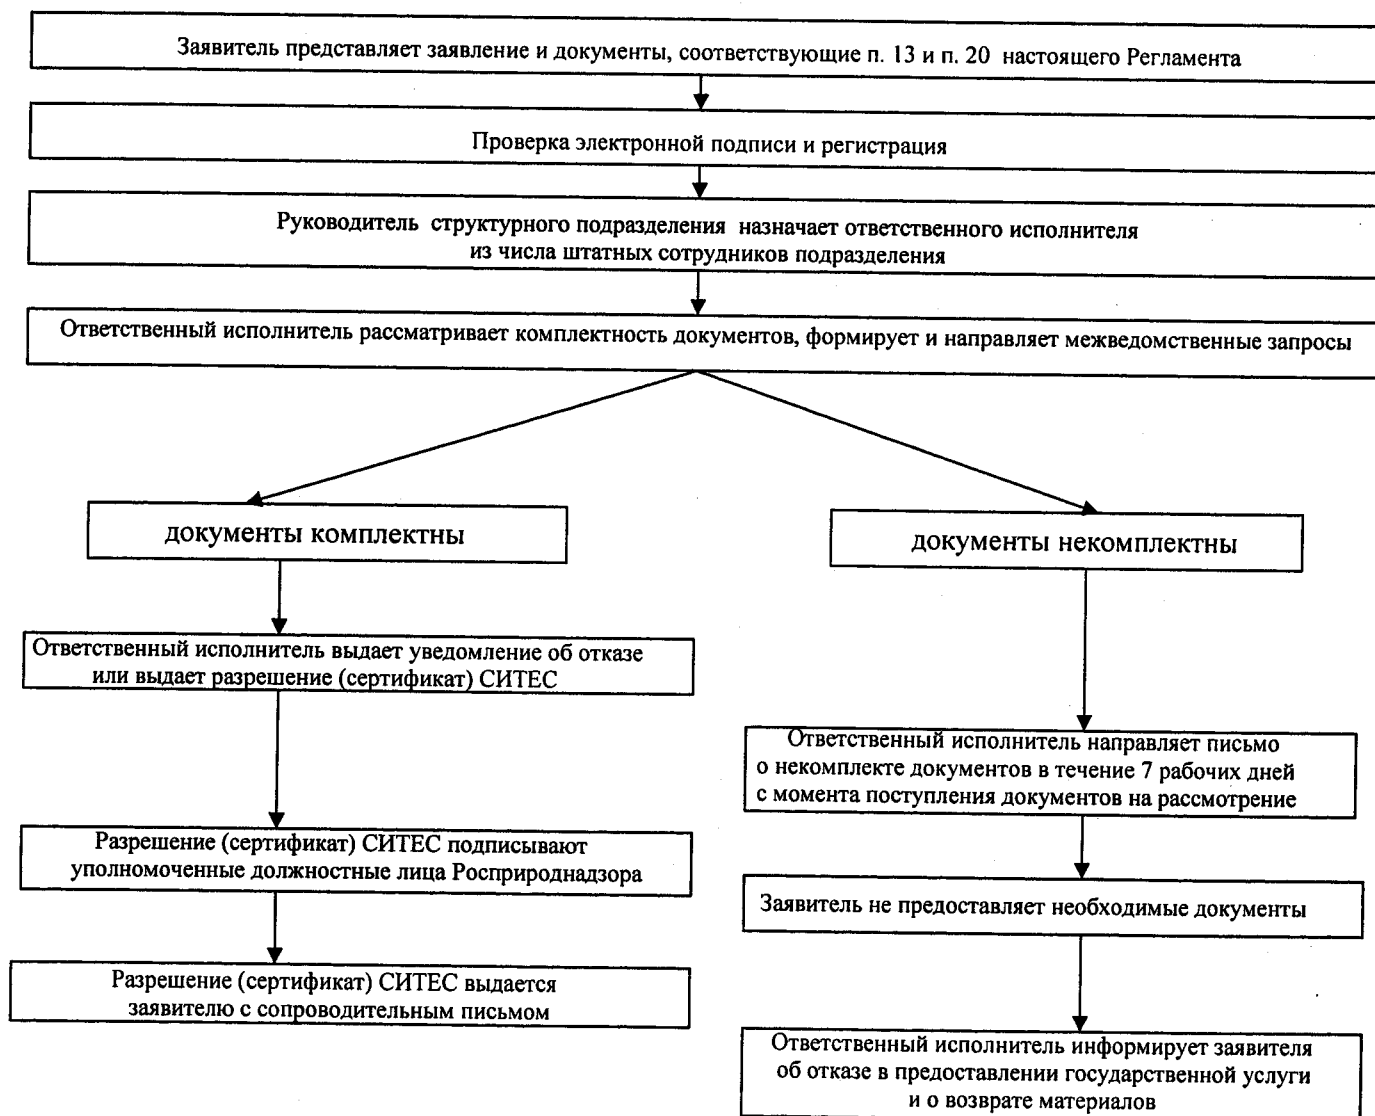 Заявитель представляет заявление и документы, соответствующие п. 13 и п. 20 настоящего Регламента
Проверка электронной подписи и регистрация
Руководитель структурного подразделения назначает ответственного исполнителя
из числа штатных сотрудников подразделения
Ответственный исполнитель рассматривает комплектность документов, формирует и направляет межведомственные запросы
документы комплектны
Ответственный исполнитель выдает уведомление об отказе
или выдает разрешение (сертификат) СИТЕС
Разрешение (сертификат) СИТЕС подписывают
уполномоченные должностные лица Росприроднадзора
Разрешение (сертификат) СИТЕС выдается
заявителю с сопроводительным письмом
документы некомплектны
Ответственный исполнитель направляет письмо
о некомплекте документов в течение 7 рабочих дней
с момента поступления документов на рассмотрение
Заявитель не предоставляет необходимые документы
Ответственный исполнитель информирует заявителя
об отказе в предоставлении государственной услуги
и о возврате материалов